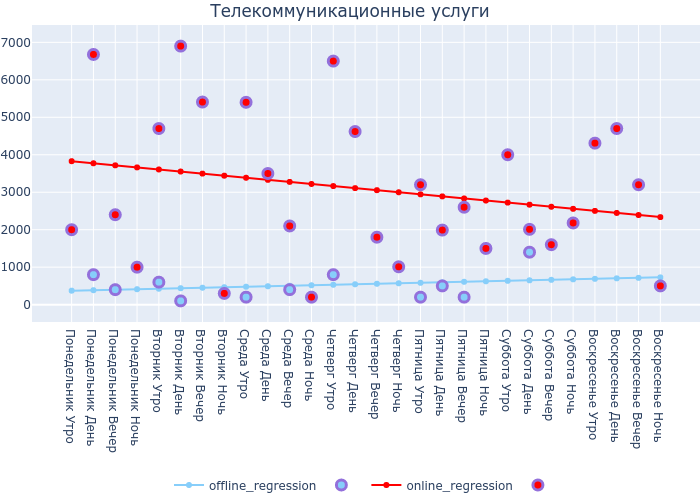 Телекоммуникационные услуги
7000
6000
5000
4000
3000
2000
1000
0
Понедельник Утро
Понедельник День
Понедельник Вечер
Понедельник Ночь
Вторник Утро
Вторник День
Вторник Вечер
Вторник Ночь
Среда Утро
Среда День
Среда Вечер
Среда Ночь
Четверг Утро
Четверг День
Четверг Вечер
Четверг Ночь
Пятница Утро
Пятница День
Пятница Вечер
Пятница Ночь
Суббота Утро
Суббота День
Суббота Вечер
Суббота Ночь
Воскресенье Утро
Воскресенье День
Воскресенье Вечер
Воскресенье Ночь
offline_regression
online_regression